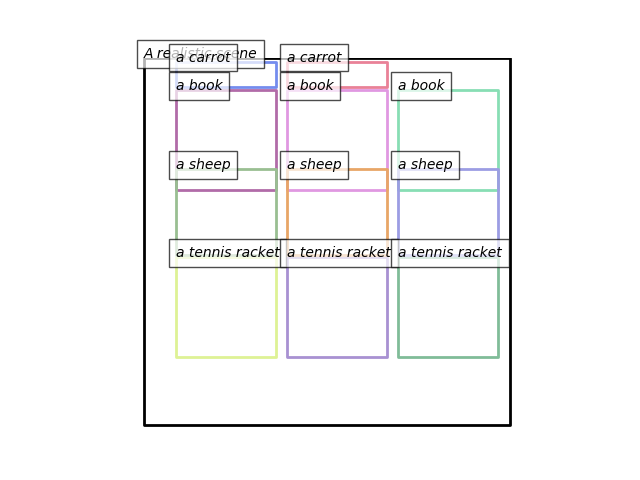 A realistic scene
a carrot
a carrot
a book
a book
a book
a sheep
a sheep
a sheep
a tennis racket
a tennis racket
a tennis racket